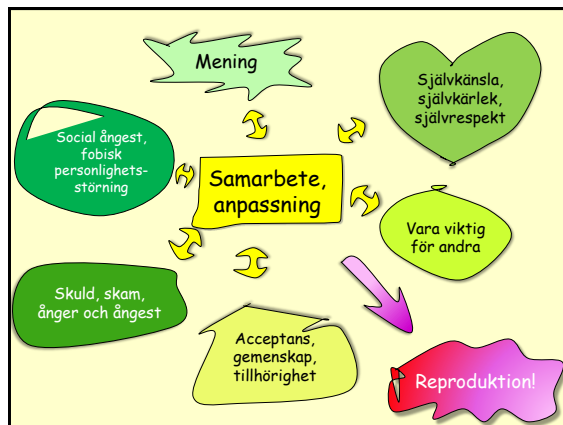 Mening
Självkänsla,
självkärlek,
självrespekt
Social ångest,
fobisk
personlighets-
störning
Samarbete,
anpassning
Vara viktig
för andra
Skuld, skam,
ånger och ångest
Acceptans,
gemenskap,
tillhörighet
Reproduktion!